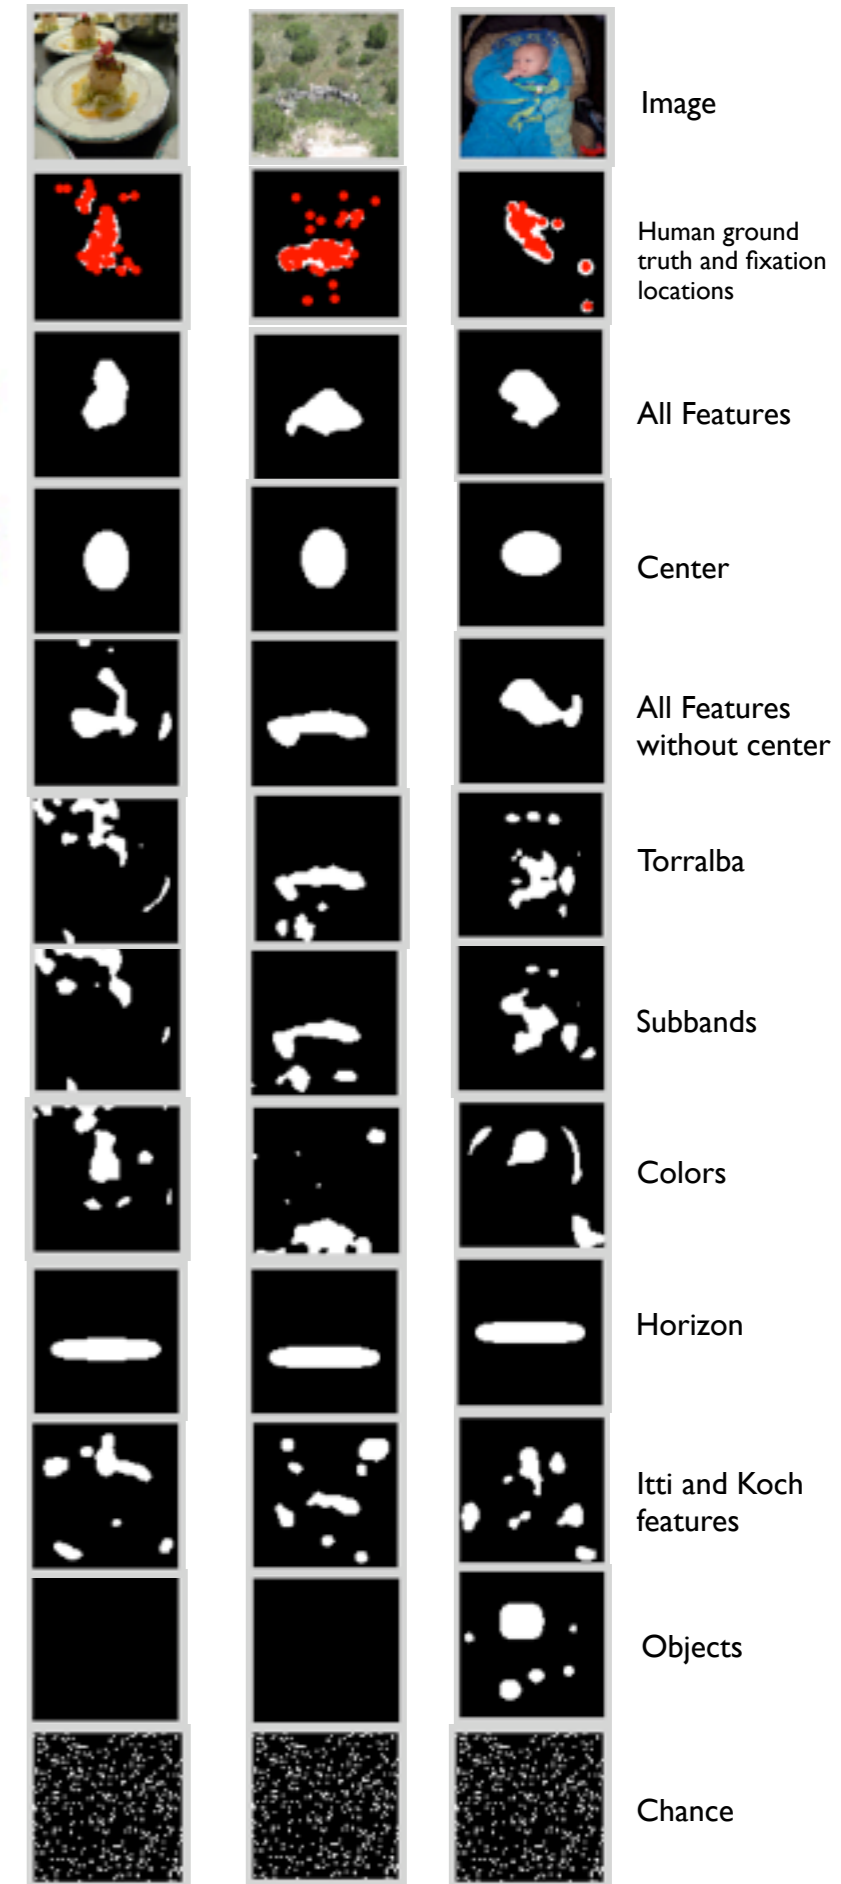 Image
Human ground
truth and fixation
locations
All Features
Center
All Features
without center
Torralba
Subbands
Colors
Horizon
Itti and Koch
features
Objects
Chance